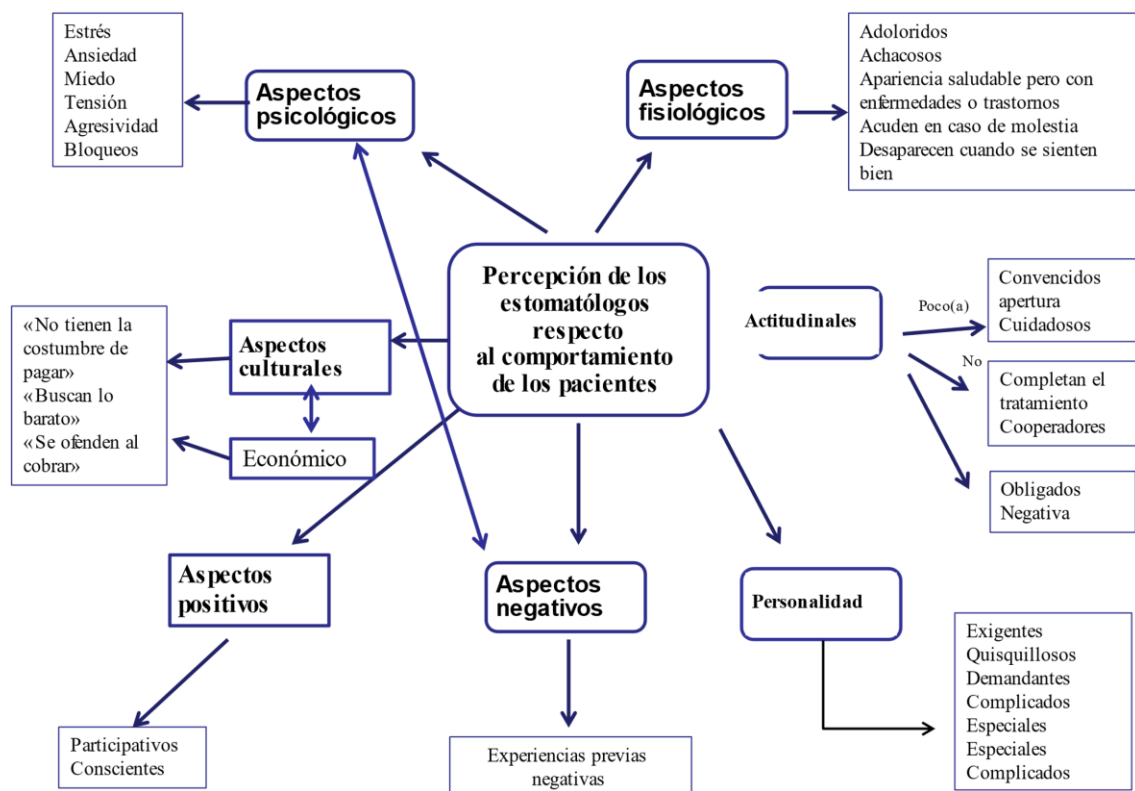 Estrés
Ansiedad
Miedo
Tensión
Agresividad
Bloqueos
Aspectos
psicológicos
Aspectos
fisiológicos
Adoloridos
Achacosos
Apariencia saludable pero con
enfermedades o trastornos
Acuden en caso de molestia
Desaparecen cuando se sienten
bien
Percepción de los
estomatólogos
respecto
al comportamiento
de los pacientes
Actitudinales
Poco(a)
Convencidos
apertura
Cuidadosos
No
Completan el
tratamiento
Cooperadores
Obligados
Negativa
«No tienen la
costumbre de
pagar»
«Buscan lo
barato»
«Se ofenden al
cobrar»
Aspectos
culturales
Económico
Aspectos
positivos
Aspectos
negativos
Personalidad
Participativos
Conscientes
Experiencias previas
negativas
Exigentes
Quisquillosos
Demandantes
Complicados
Especiales
Especiales
Complicados